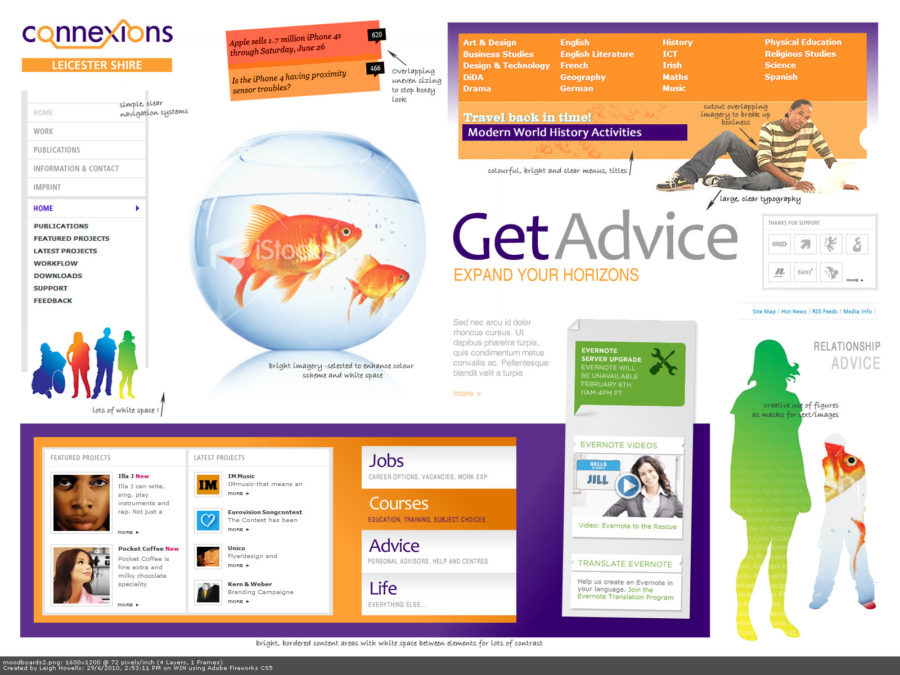 connexions
LEICESTER SHIRE
Apple sells 1.7 million iPhone 4s
through Saturday, June 26
620
Is the iPhone 4 having proximity
sensor troubles?
466
Overlapping
uneven sizing
to stop boxey
look
simple, clear
navigation systems
HOME
WORK
PUBLICATIONS
INFORMATION & CONTACT
IMPRINT
HOME
PUBLICATIONS
FEATURED PROJECTS
LATEST PROJECTS
WORKFLOW
DOWNLOADS
SUPPORT
FEEDBACK
lots of white space !
iStock
bright imagery -selected to enhance colour
scheme and white space
Art & Design
Business Studies
Design & Technology
DiDA
Drama
English
English Literature
French
Geography
German
History
ICT
Irish
Maths
Music
Physical Education
Religious Studies
Science
Spanish
Travel back in time!
Modern World History Activities
cutout overlapping
imagery to break up
boxiness
colourful, bright and clear menus, titles
large, clear typography
GetAdvice
EXPAND YOUR HORIZONS
THANKS FOR SUPPORT
MORE ►
Site Map | Hot News | RSS Feeds | Media Info |
Sed nec arcu id dolor
rhoncus cursus. Ut
dapibus pharetra turpis,
quis condimentum metus
convallis ac. Pellentesque
blandit velit a turpis
more >
EVERNOTE
SERVER UPGRADE
EVERNOTE WILL
BE UNAVAILABLE
FEBRUARY 6TH,
11AM-4PM PT
EVERNOTE VIDEOS
HELLO
JILL
Video: Evernote to the Rescue
TRANSLATE EVERNOTE
Help us create an Evernote in
your language. Join the
Evernote Translation Program
RELATIONSHIP
ADVICE
creative use of figures
as masks for text/images
FEATURED PROJECTS
Illa J New
Illa J can write,
sing, play
instruments and
rap. Not just a
MORE ►
Pocket Coffee New
Pocket Coffee is
fine extra and
milky chocolate
speciality
MORE ►
LATEST PROJECTS
IM
IM Music
IMmusic-that means an
MORE ►
Eurovision Songcontest
The Contest has been
MORE ►
Unico
Flyerdesign and
MORE ►
Kero & Weber
Branding Campaigne
MORE ►
Jobs
CAREER OPTIONS, VACANCIES, WORK EXP
Courses
EDUCATION, TRAINING, SUBJECT CHOICES
Advice
PERSONAL ADVISORS, HELP AND CENTRES
Life
EVERYTHING ELSE...
bright, bordered content areas with white space between elements for lots of contrast
moodboards2.png: 1600x1200 @ 72 pixels/inch (4 Layers, 1 Frames)
Created by Leigh Howells: 29/6/2010, 2:53:11 PM on WIN using Adobe Fireworks CS5